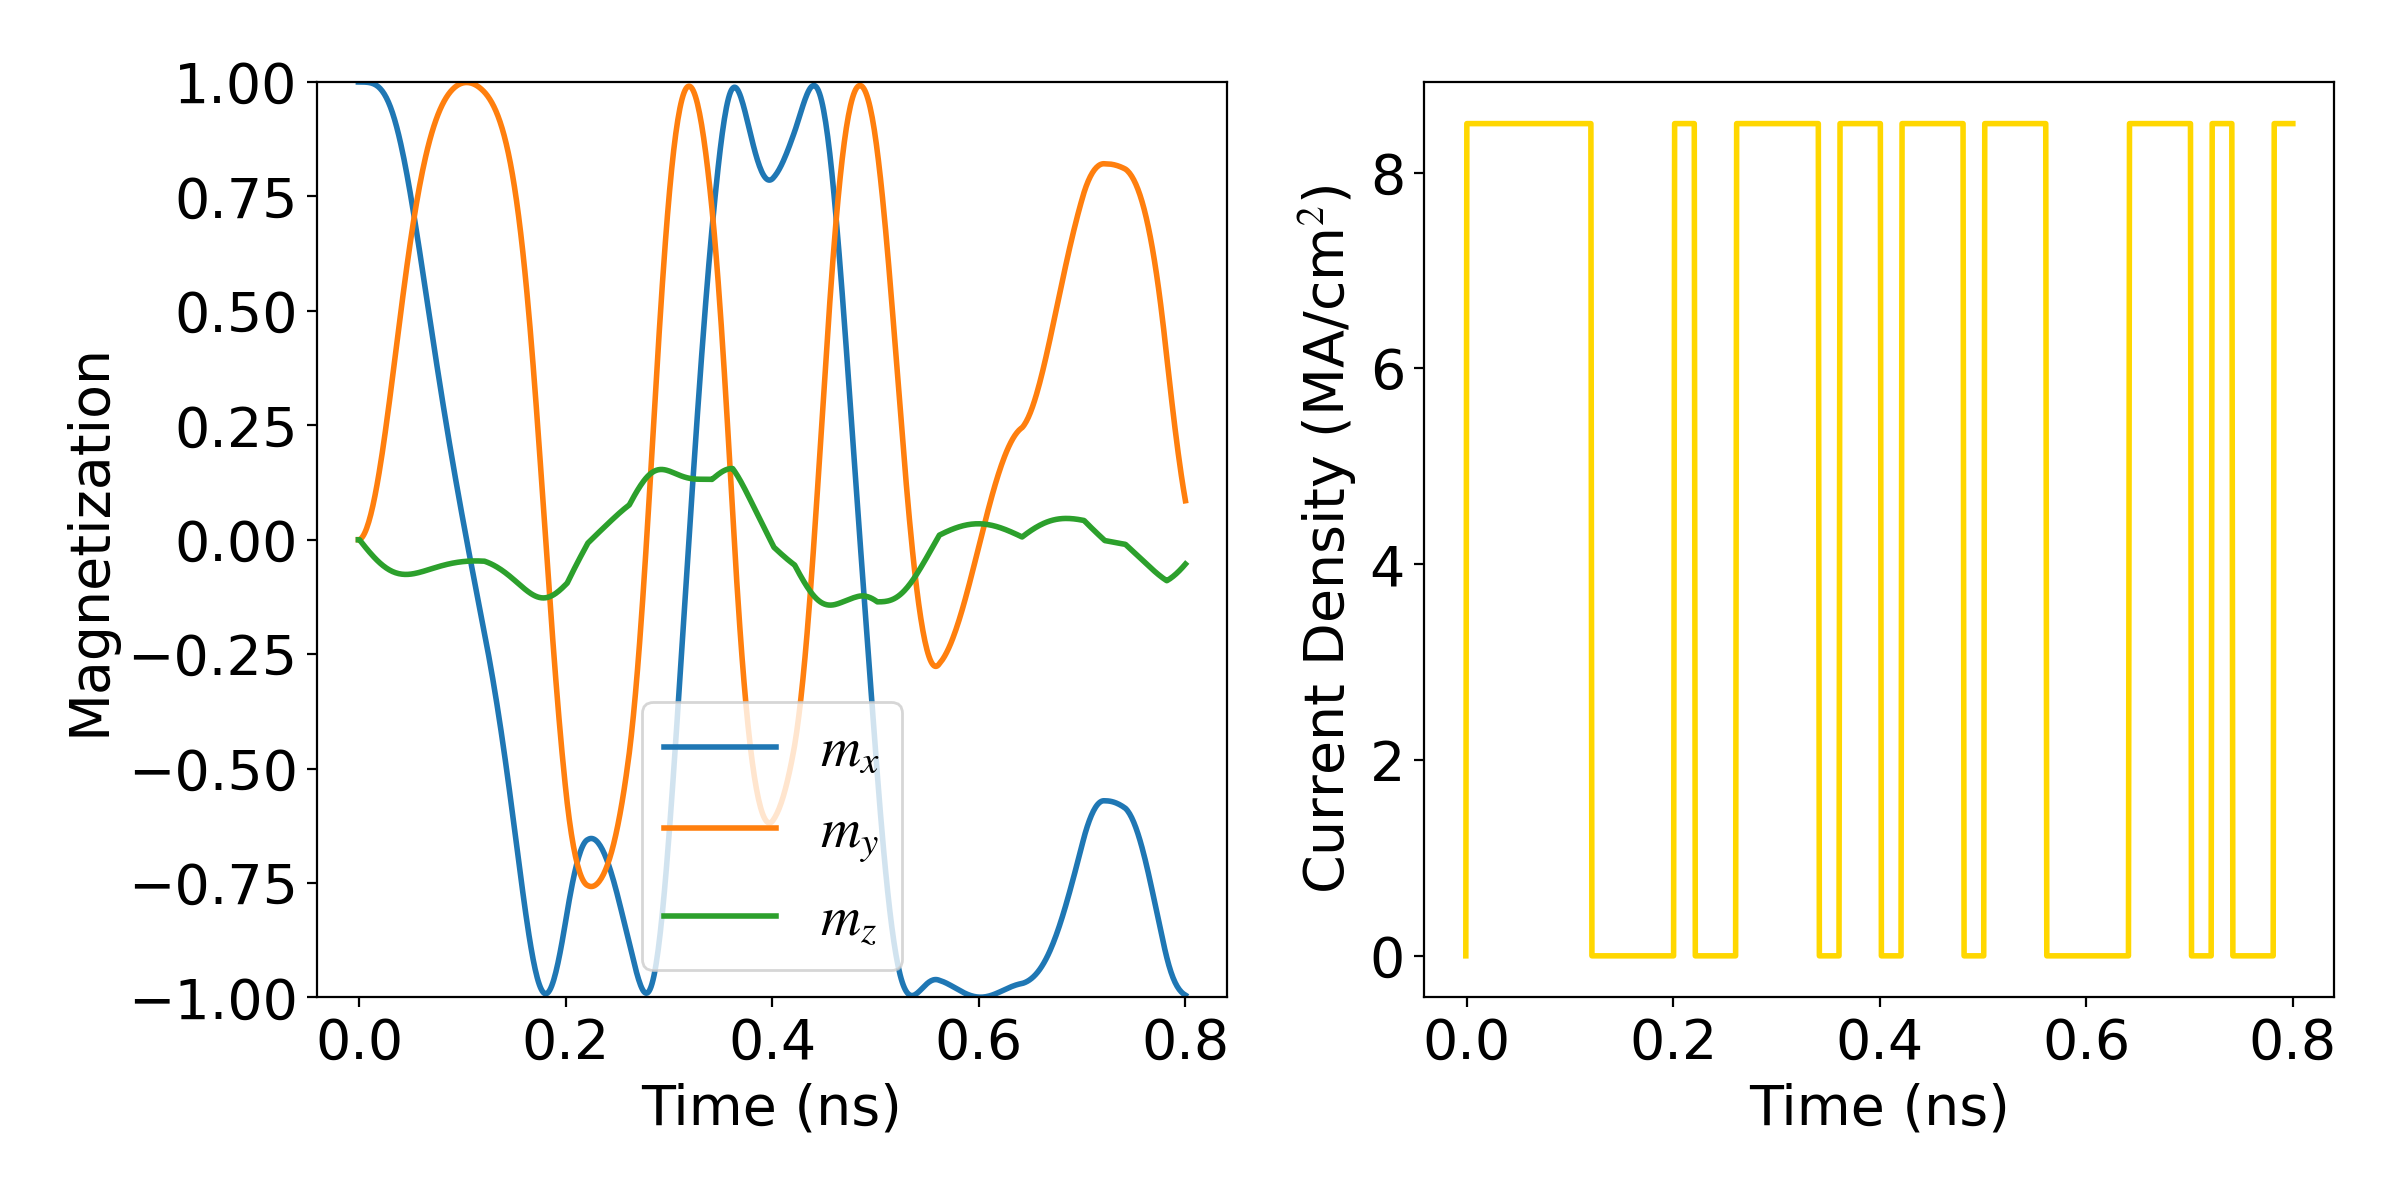 Magnetization
1.00
0.75
0.50
0.25
0.00
−0.25
−0.50
−0.75
−1.00
0.0 0.2 0.4 0.6 0.8
Time (ns)
m_x
m_y
m_z
Current Density (MA/cm²)
8
6
4
2
0
0.0 0.2 0.4 0.6 0.8
Time (ns)